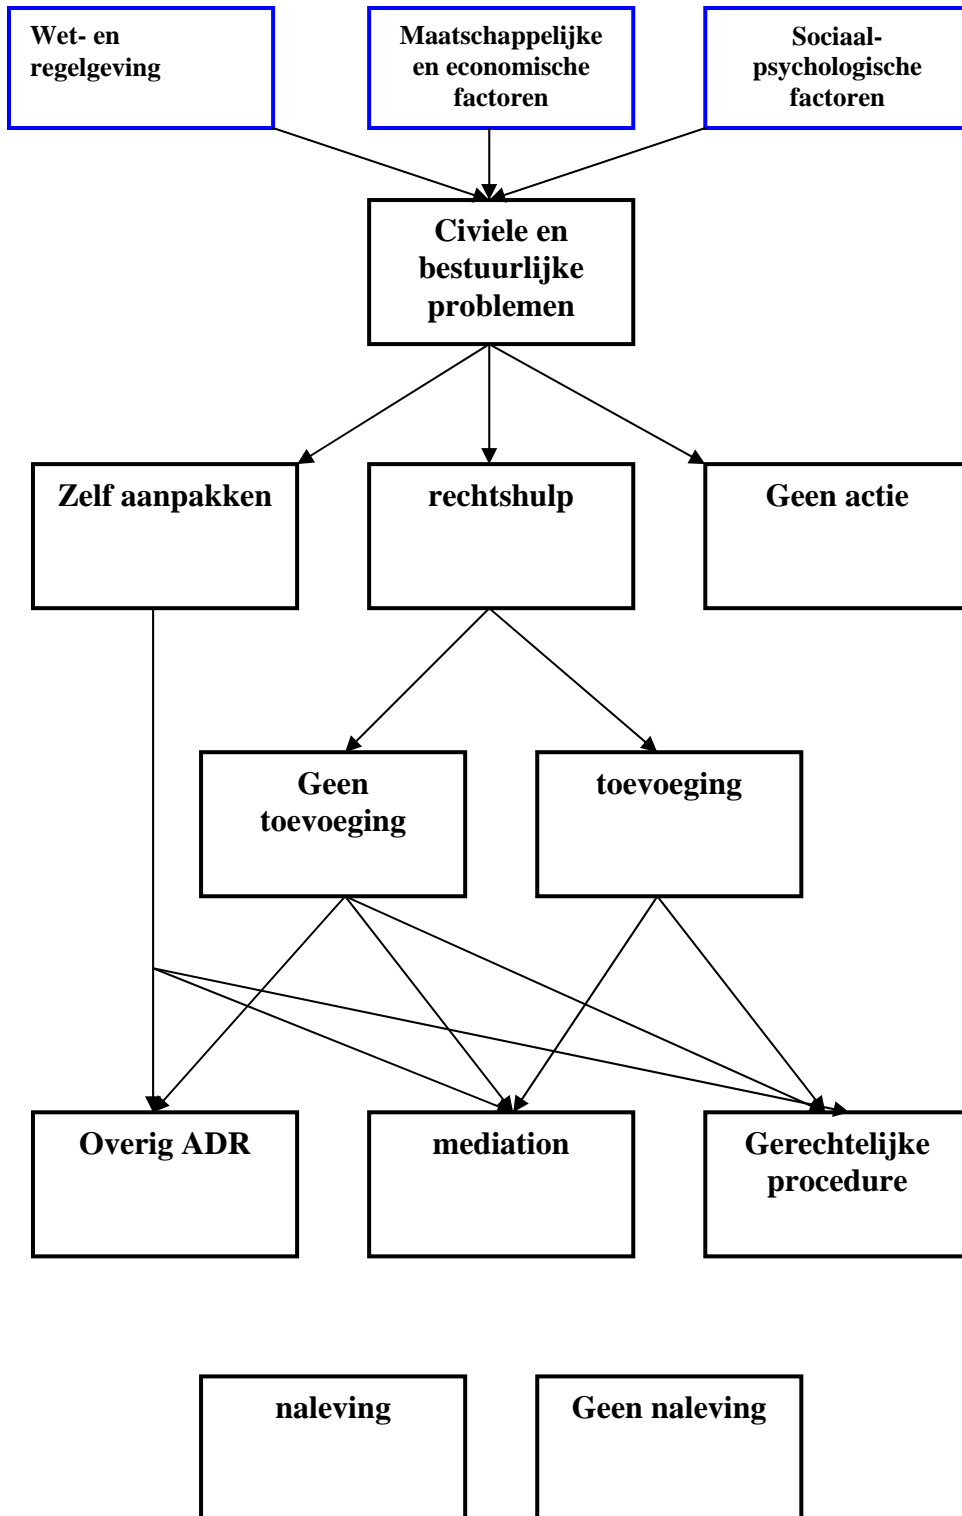 Wet- en
regelgeving
Maatschappelijke
en economische
factoren
Sociaal-
psychologische
factoren
Civiele en
bestuurlijke
problemen
Zelf aanpakken
rechtshulp
Geen actie
Geen
toevoeging
toevoeging
Overig ADR
mediation
Gerechtelijke
procedure
naleving
Geen naleving